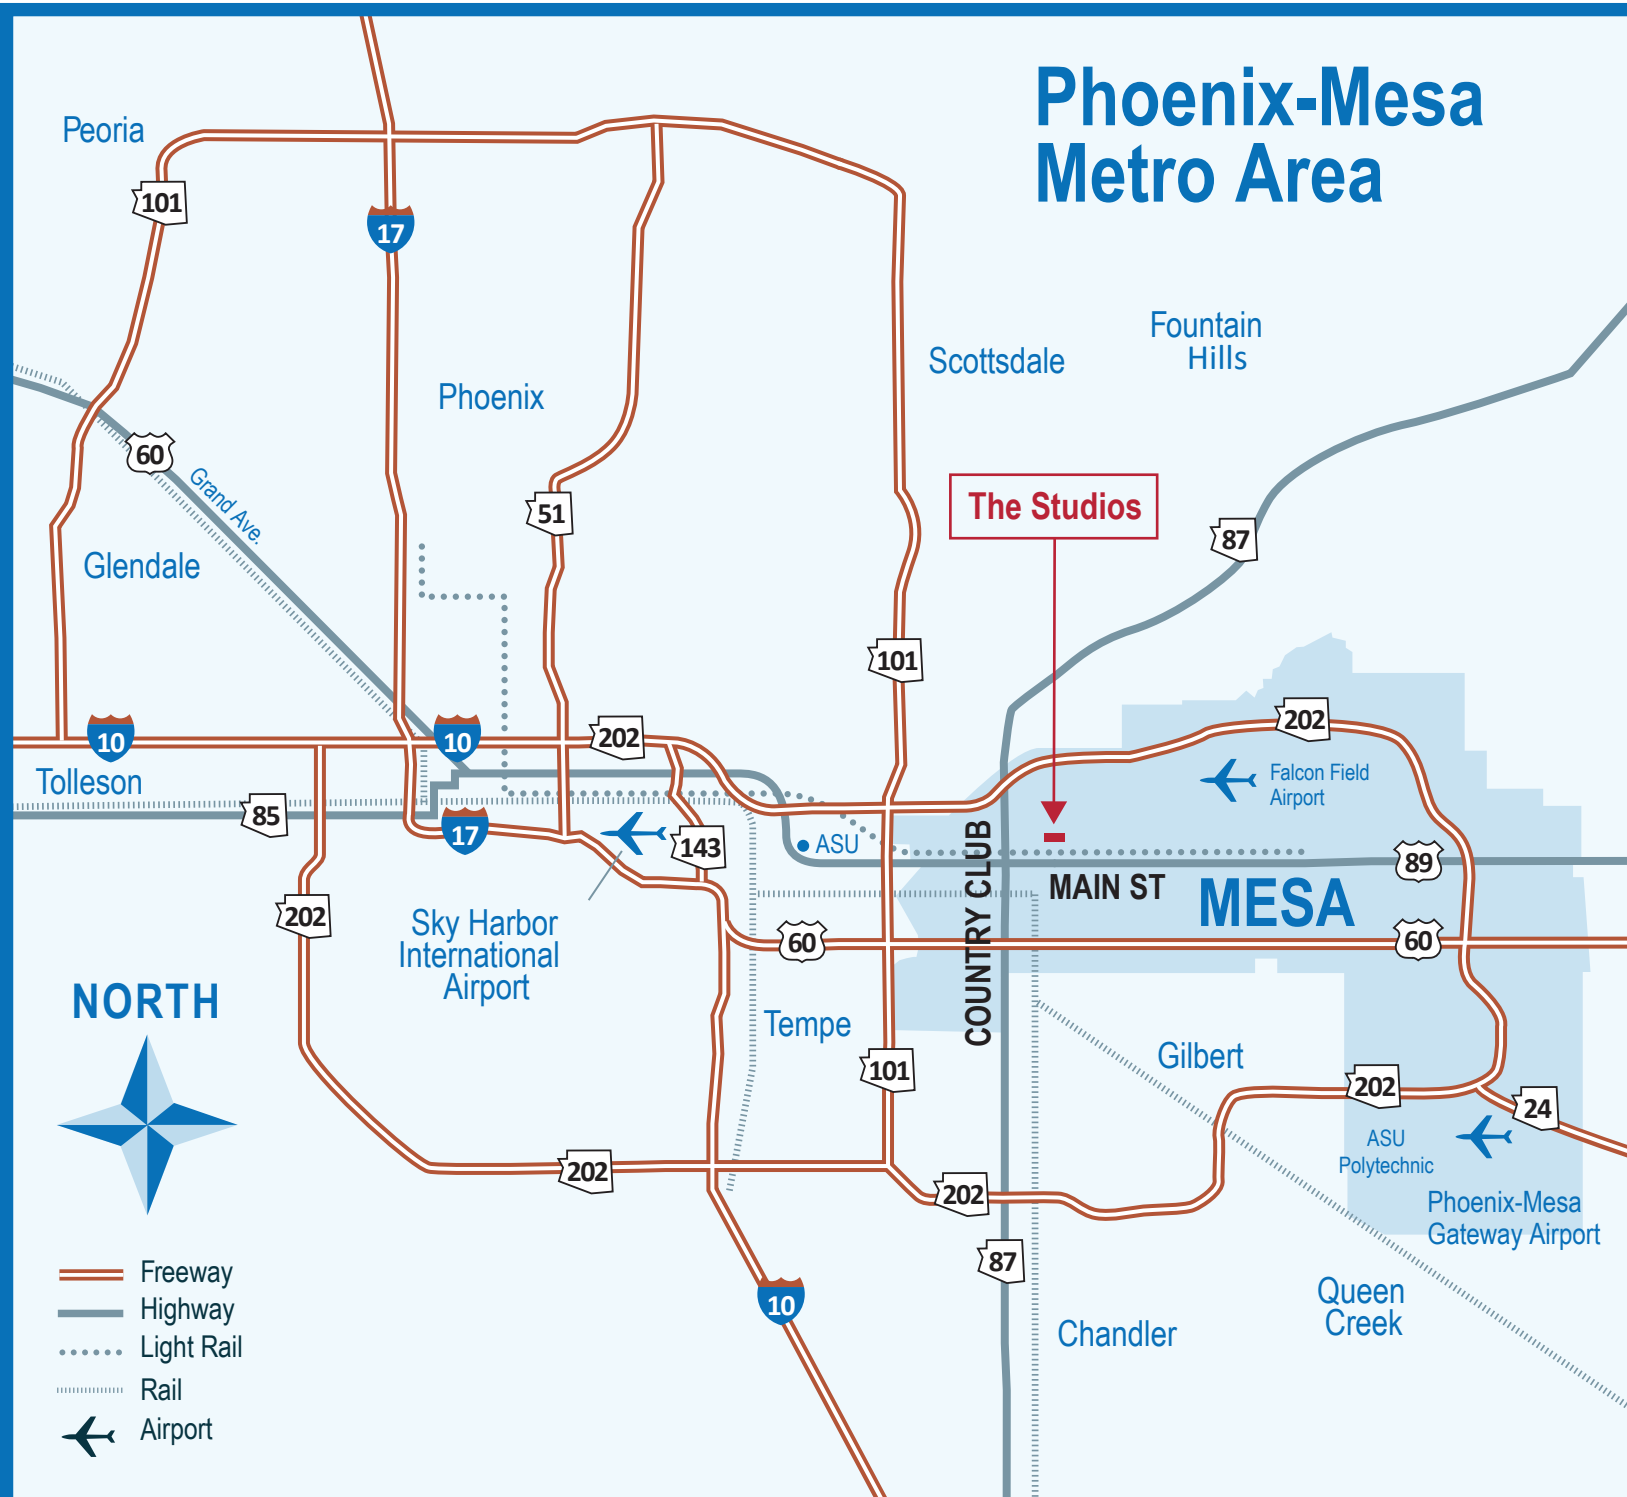 Phoenix-Mesa
Metro Area
Peoria
101
17
Fountain
Hills
Scottsdale
Phoenix
60
Grand Ave.
The Studios
51
87
Glendale
101
202
10
10
202
Tolleson
Falcon Field
Airport
85
17
143
ASU
COUNTRY CLUB
89
MAIN ST
MESA
202
Sky Harbor
International
Airport
60
60
NORTH
Tempe
Gilbert
101
202
24
ASU
Polytechnic
202
202
Phoenix-Mesa
Gateway Airport
87
Freeway
Highway
Light Rail
Rail
Airport
10
Queen
Creek
Chandler